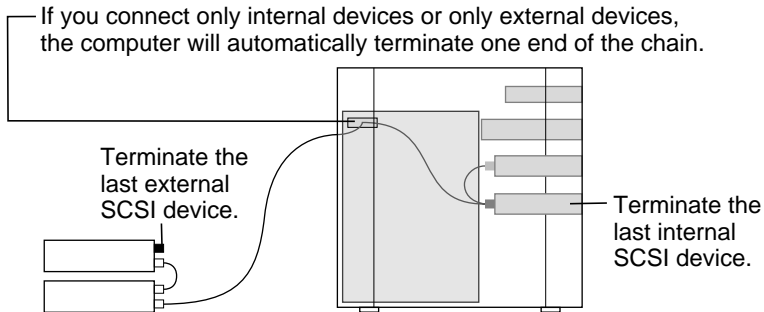 If you connect only internal devices or only external devices,
the computer will automatically terminate one end of the chain.
Terminate the
last external
SCSI device.
Terminate the
last internal
SCSI device.